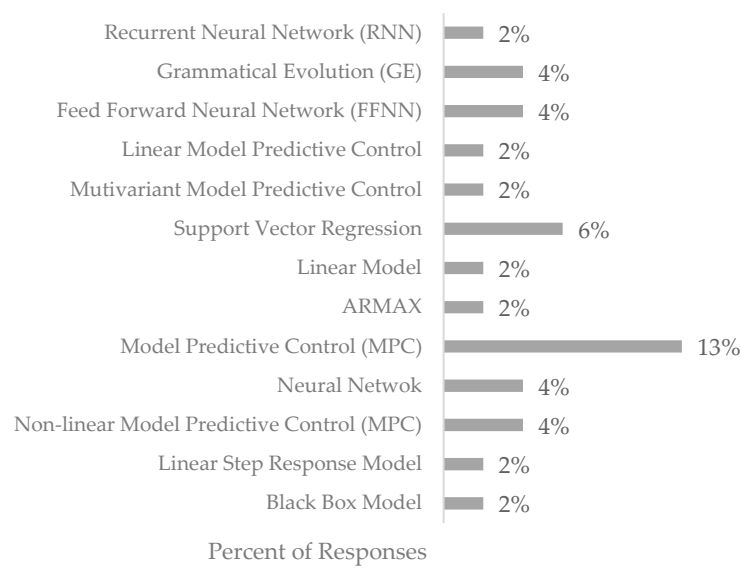 Recurrent Neural Network (RNN) 2%
Grammatical Evolution (GE) 4%
Feed Forward Neural Network (FFNN) 4%
Linear Model Predictive Control 2%
Mutivariant Model Predictive Control 2%
Support Vector Regression 6%
Linear Model 2%
ARMAX 2%
Model Predictive Control (MPC) 13%
Neural Netwok 4%
Non-linear Model Predictive Control (MPC) 4%
Linear Step Response Model 2%
Black Box Model 2%
Percent of Responses